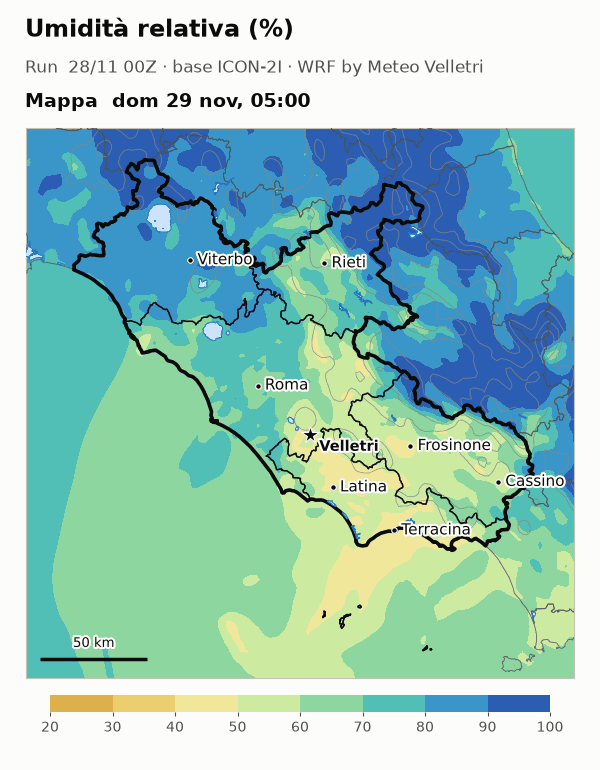 Umidità relativa (%)
Run  28/11 00Z · base ICON-2I · WRF by Meteo Velletri
Mappa  dom 29 nov, 05:00
Viterbo
Rieti
Roma
Velletri
Frosinone
Cassino
Latina
Terracina
50 km
20 30 40 50 60 70 80 90 100